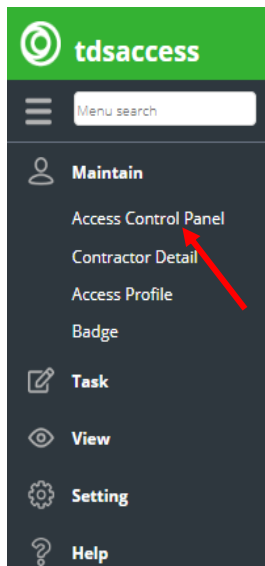 tdsaccess
Menu search
Maintain
Access Control Panel
Contractor Detail
Access Profile
Badge
Task
View
Setting
Help